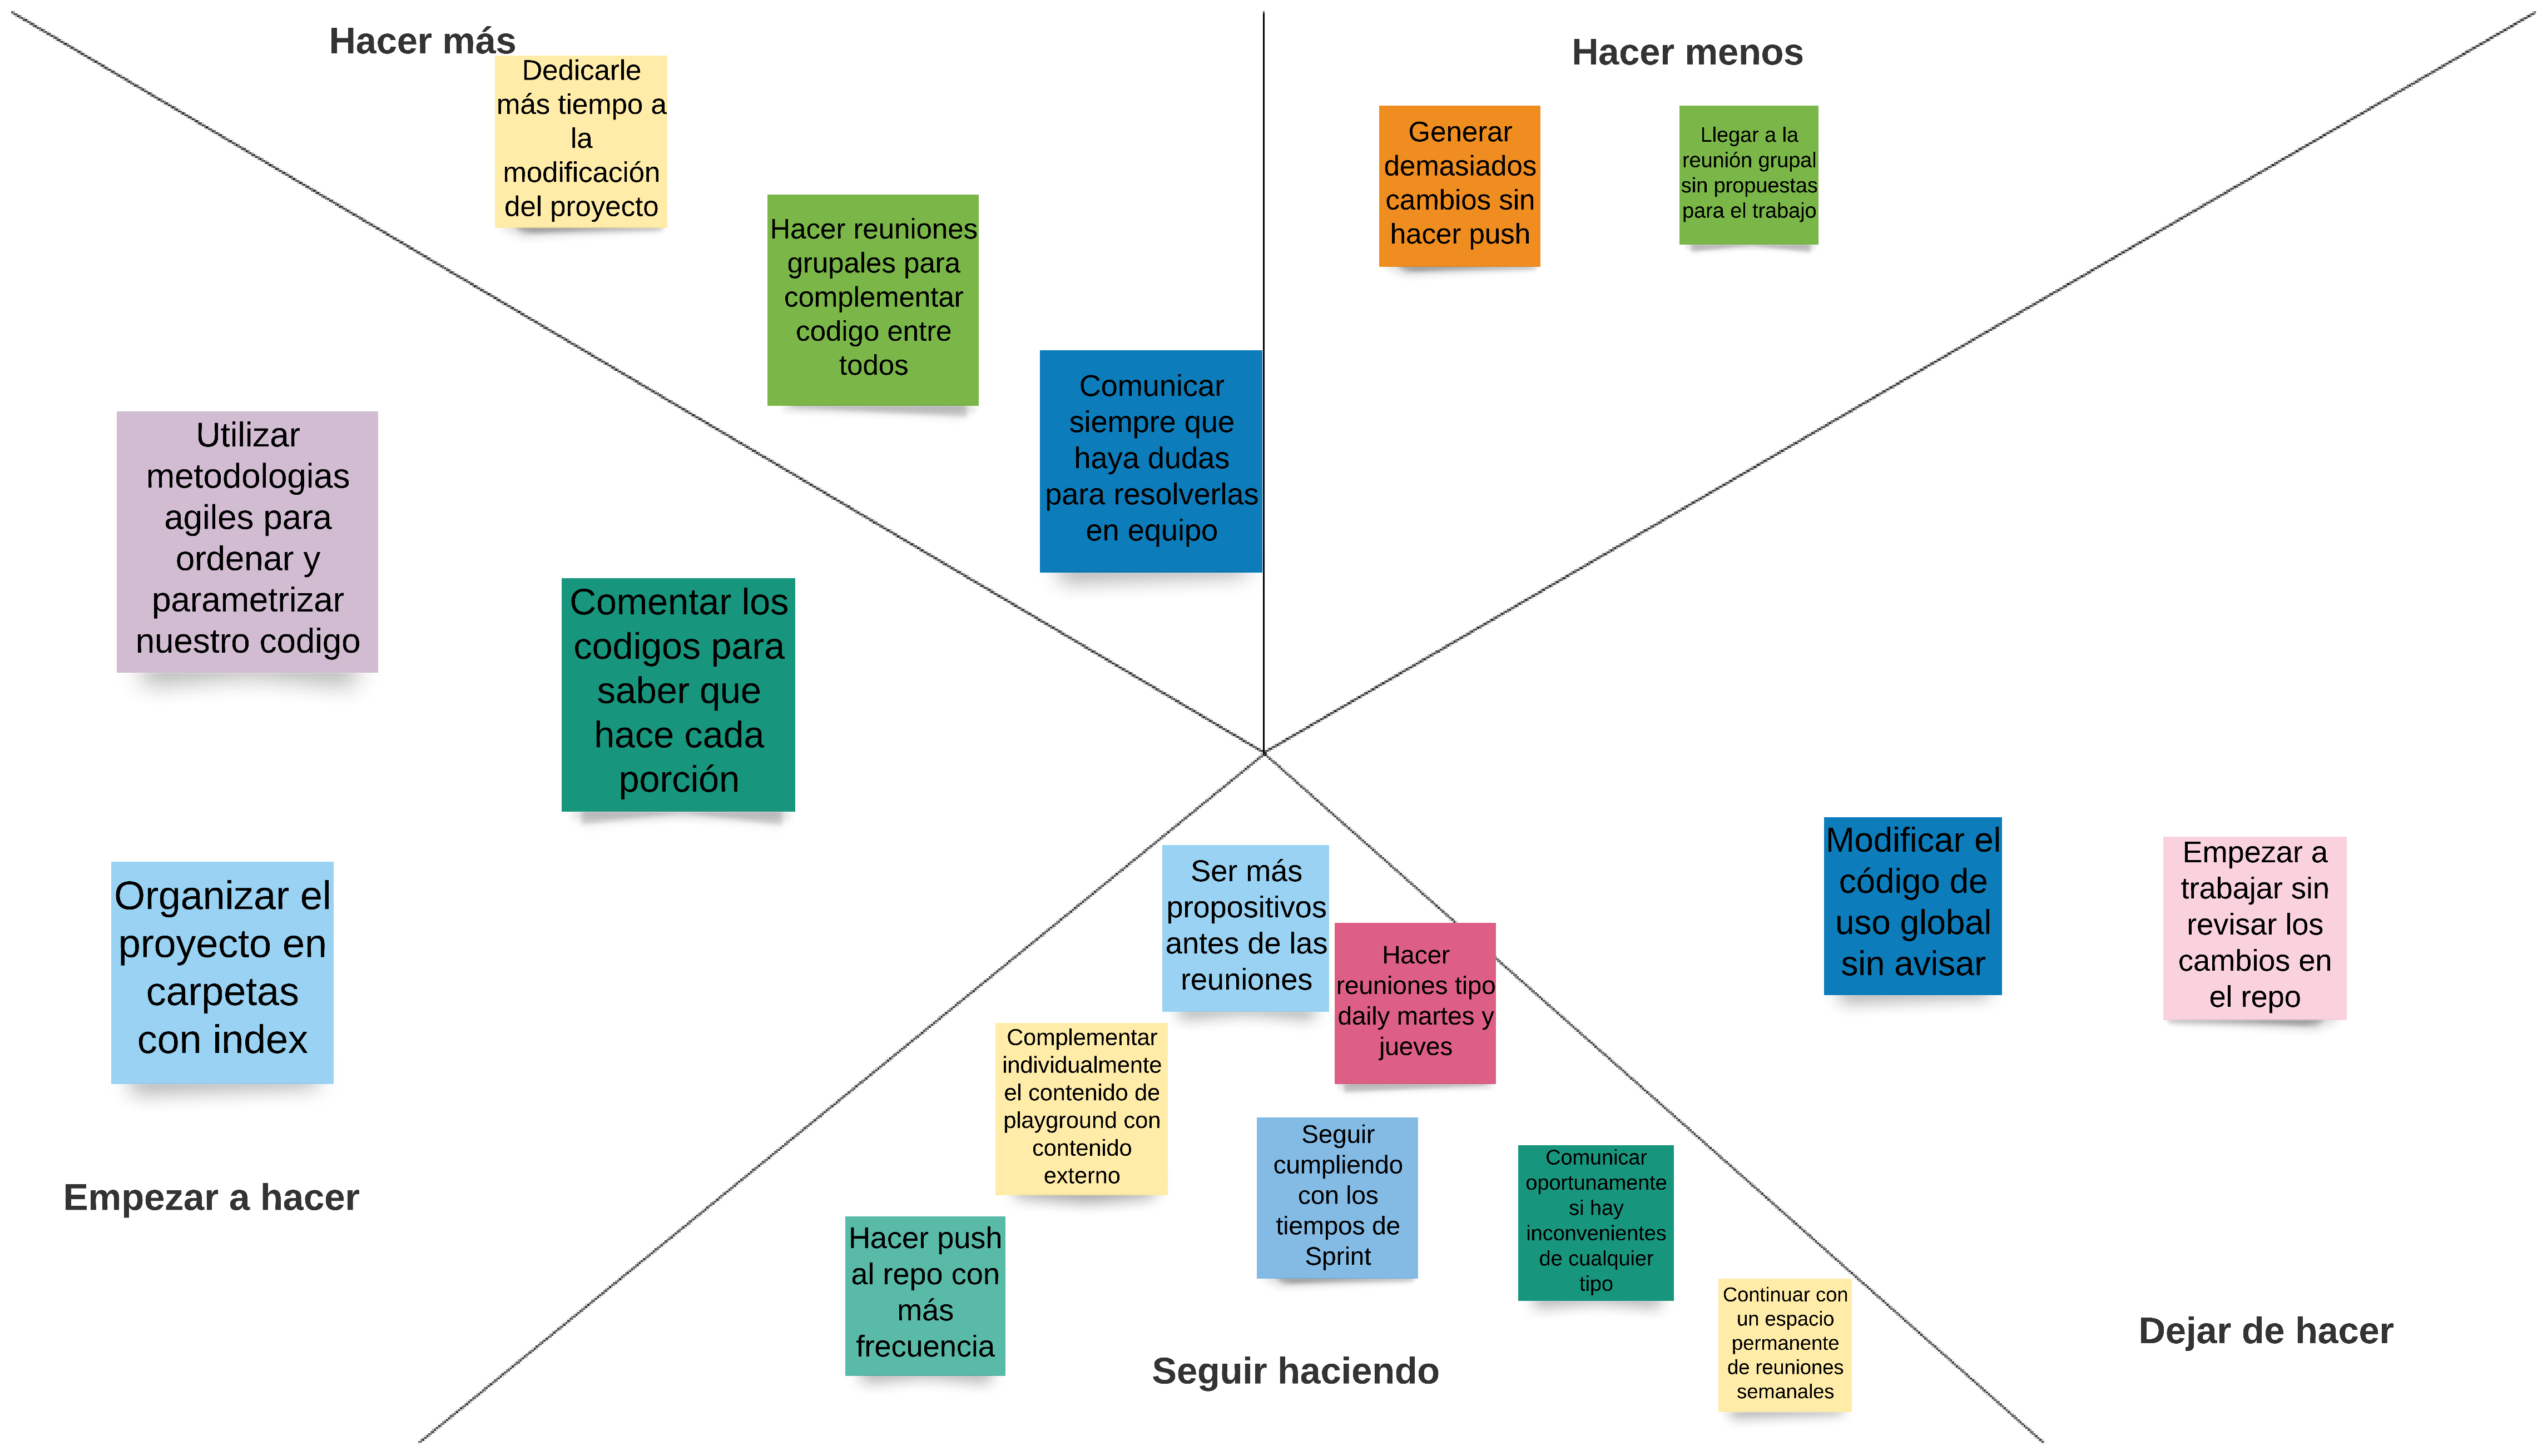 Hacer más
Dedicarle
más tiempo a
la
modificación
del proyecto
Hacer reuniones
grupales para
complementar
codigo entre
todos
Comunicar
siempre que
haya dudas
para resolverlas
en equipo
Hacer menos
Generar
demasiados
cambios sin
hacer push
Llegar a la
reunión grupal
sin propuestas
para el trabajo
Utilizar
metodologias
agiles para
ordenar y
parametrizar
nuestro codigo
Comentar los
codigos para
saber que
hace cada
porción
Organizar el
proyecto en
carpetas
con index
Empezar a hacer
Ser más
propositivos
antes de las
reuniones
Hacer
reuniones tipo
daily martes y
jueves
Complementar
individualmente
el contenido de
playground con
contenido
externo
Seguir
cumpliendo
con los
tiempos de
Sprint
Comunicar
oportunamente
si hay
inconvenientes
de cualquier
tipo
Hacer push
al repo con
más
frecuencia
Continuar con
un espacio
permanente
de reuniones
semanales
Seguir haciendo
Modificar el
código de
uso global
sin avisar
Empezar a
trabajar sin
revisar los
cambios en
el repo
Dejar de hacer